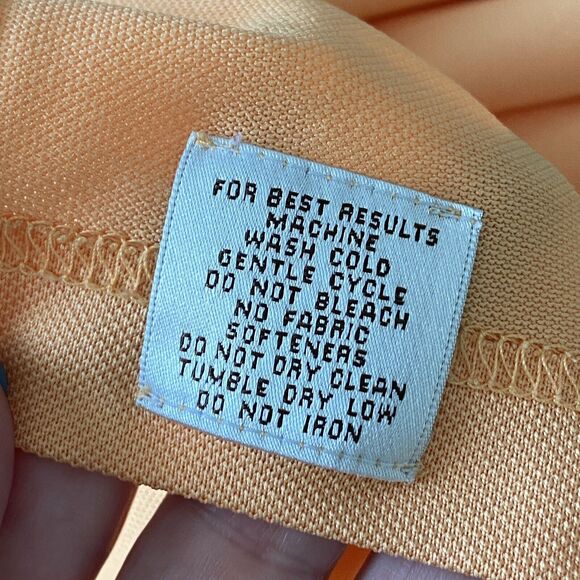 FOR BEST RESULTS
MACHINE
WASH COLD
GENTLE CYCLE
DO NOT BLEACH
NO FABRIC
SOFTENERS
DO NOT DRY CLEAN
TUMBLE DRY LOW
DO NOT IRON